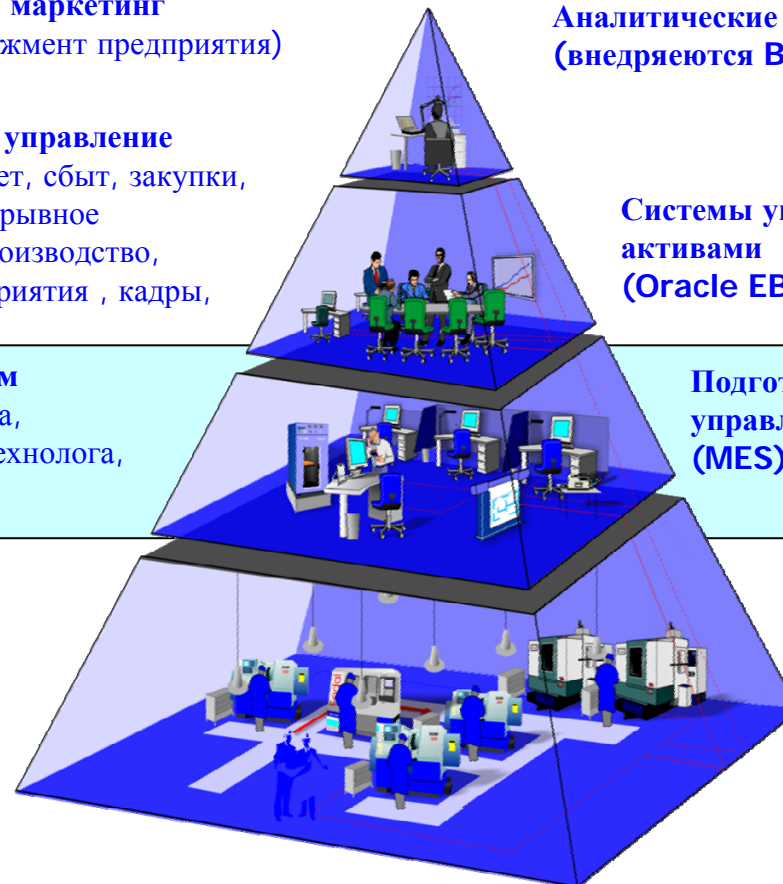 маркетинг
жмент предприятия)
управление
ет, сбыт, закупки,
рывное
оизводство,
риятия , кадры,
м
а,
ехнолога,
Аналитические
(внедряеются B
Системы уп
активами
(Oracle EB
Подгот
управл
(MES)